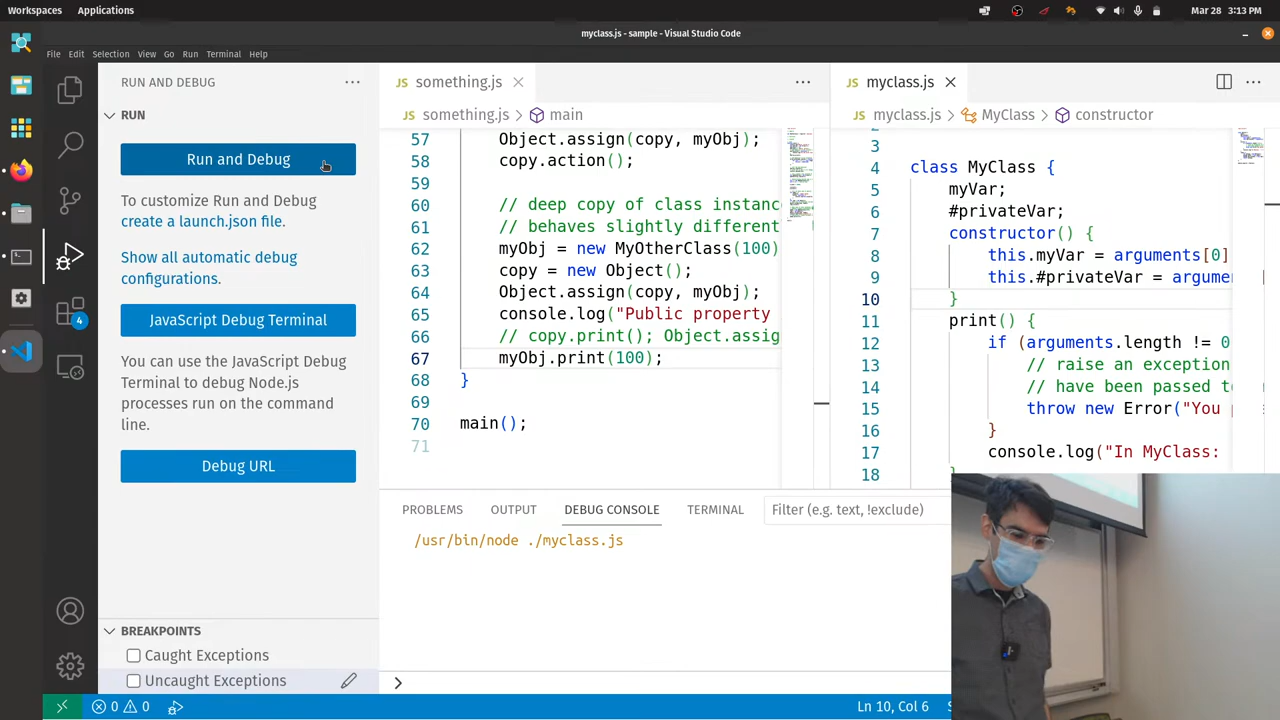 Workspaces
Applications
Mar 28 3:13 PM
myclass.js - sample - Visual Studio Code
File Edit Selection View Go Run Terminal Help
RUN AND DEBUG
RUN
Run and Debug
To customize Run and Debug
create a launch.json file.
Show all automatic debug
configurations.
JavaScript Debug Terminal
You can use the JavaScript Debug
Terminal to debug Node.js
processes run on the command
line.
Debug URL
BREAKPOINTS
Caught Exceptions
Uncaught Exceptions
4
JS something.js
JS something.js > main
57 Object.assign(copy, myObj);
58 copy.action();
59
60 // deep copy of class instanc
61 // behaves slightly different
62 myObj = new MyOtherClass(100)
63 copy = new Object();
64 Object.assign(copy, myObj);
65 console.log("Public property
66 // copy.print(); Object.assig
67 myObj.print(100);
68 }
69
70 main();
71
JS myclass.js
JS myclass.js > MyClass > constructor
3
4 class MyClass {
5 myVar;
6 #privateVar;
7 constructor() {
8 this.myVar = arguments[0]
9 this.#privateVar = argume
10 }
11 print() {
12 if (arguments.length != 0
13 // raise an exception
14 // have been passed t
15 throw new Error("You
16 }
17 console.log("In MyClass:
18
PROBLEMS OUTPUT DEBUG CONSOLE TERMINAL
Filter (e.g. text, !exclude)
/usr/bin/node ./myclass.js
>
0 0
Ln 10, Col 6